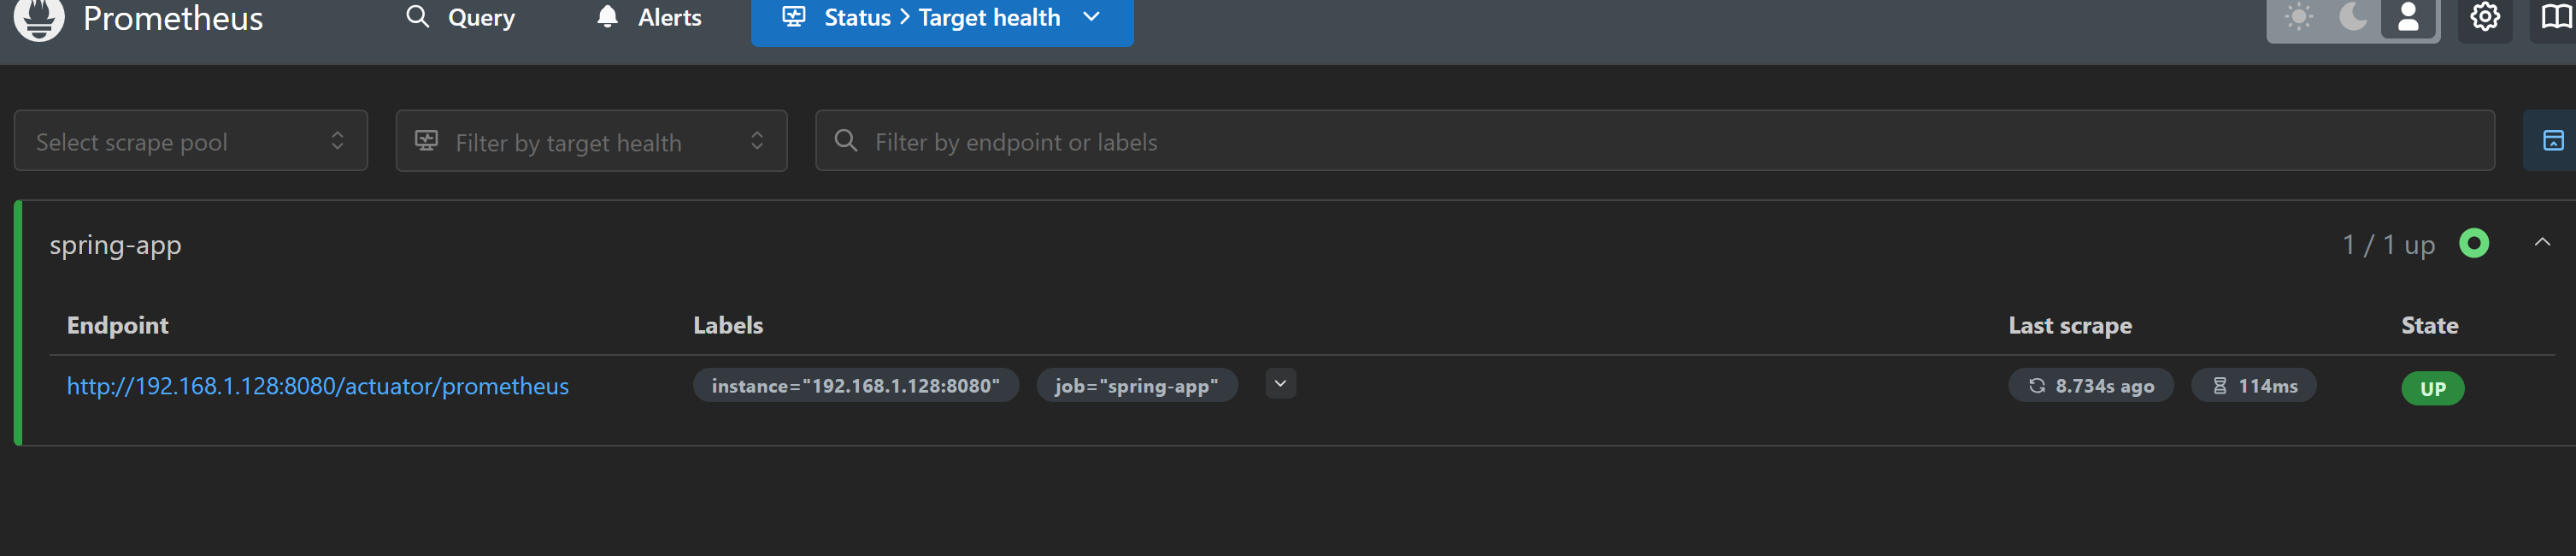 Prometheus Query Alerts Status > Target health
Select scrape pool Filter by target health Filter by endpoint or labels
spring-app 1 / 1 up
Endpoint Labels Last scrape State
http://192.168.1.128:8080/actuator/prometheus instance="192.168.1.128:8080" job="spring-app" 8.734s ago 114ms UP